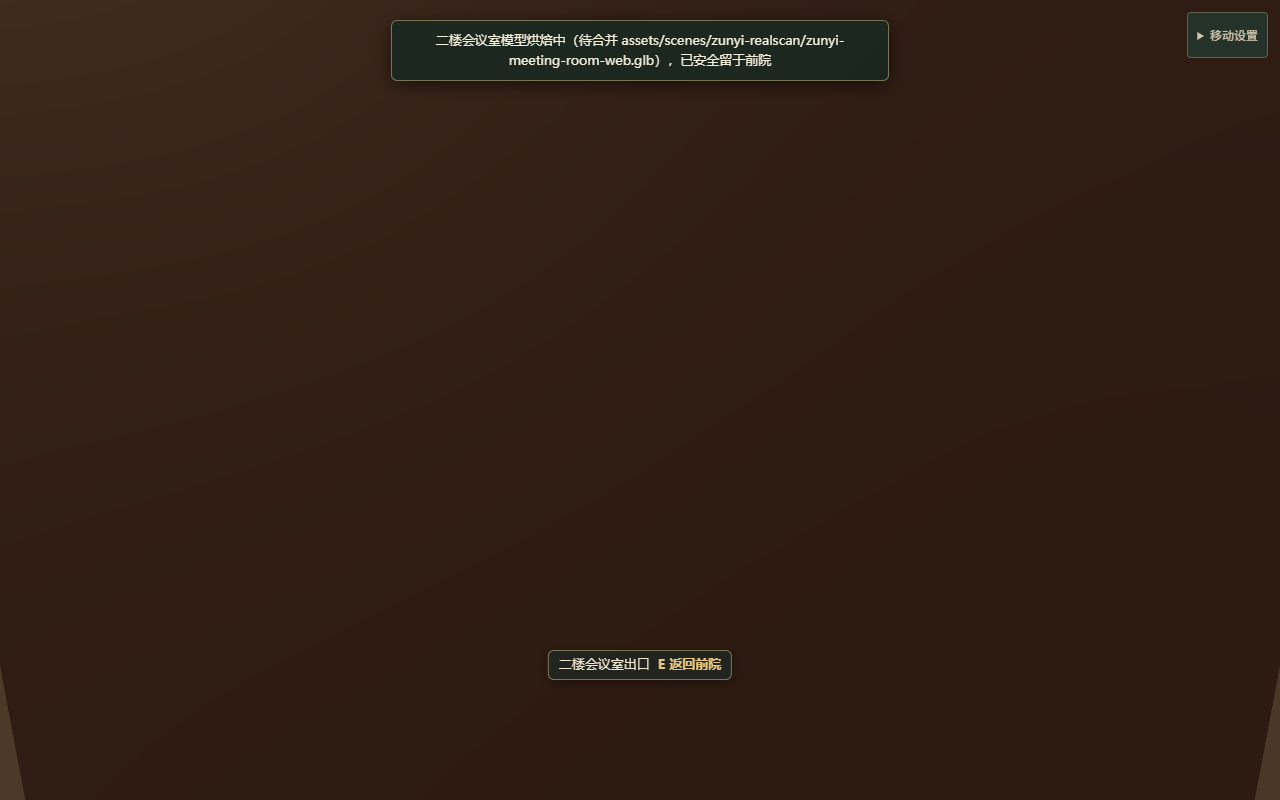 二楼会议室模型烘焙中（待合并 assets/scenes/zunyi-realscan/zunyi-
meeting-room-web.glb），已安全留于前院
▶ 移动设置
二楼会议室出口 E 返回前院